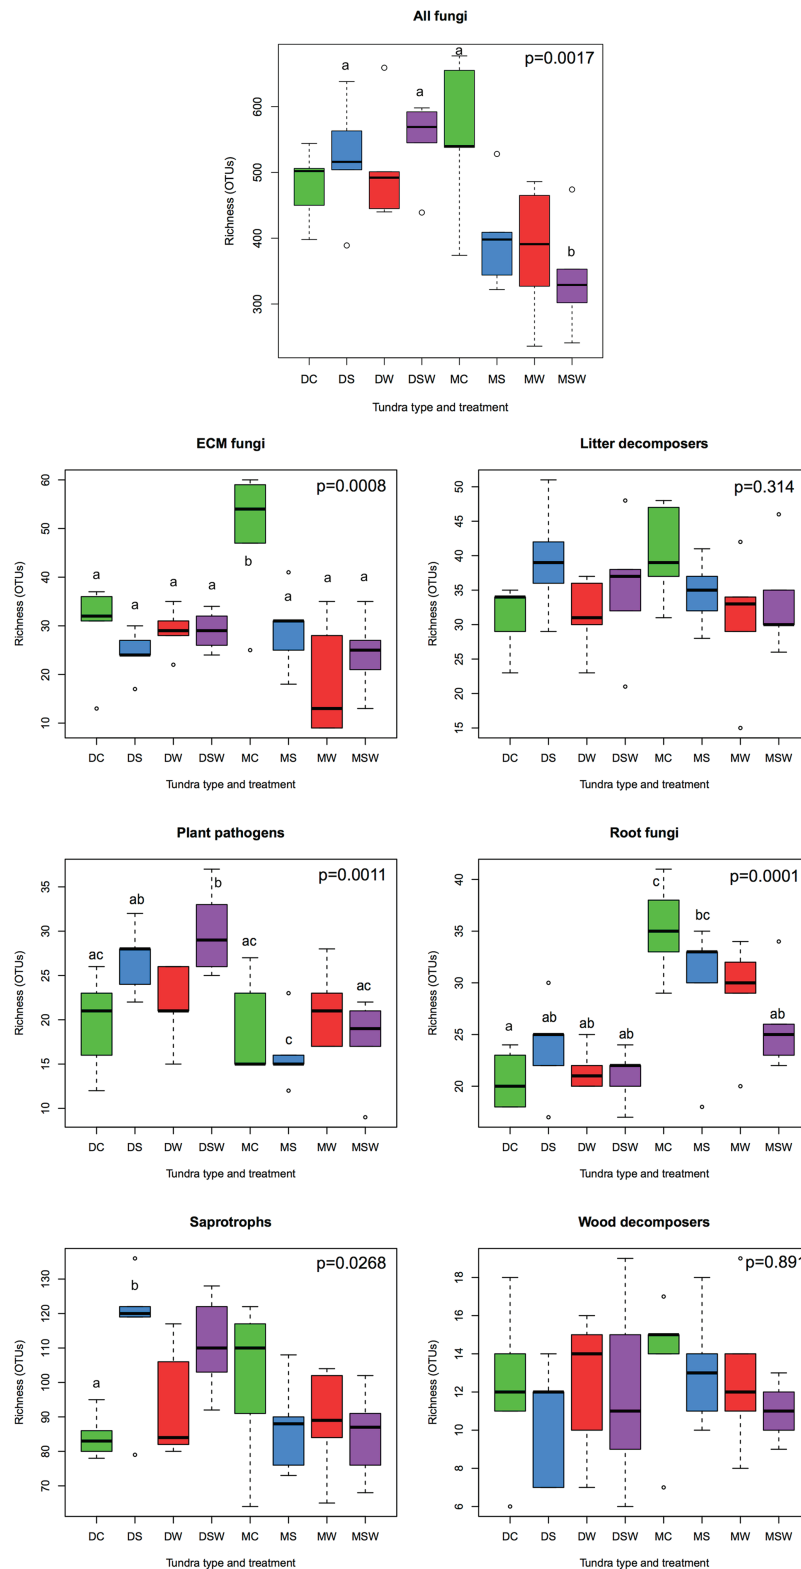 All fungi
p=0.0017
Richness (OTUs)
600
500
400
300
a
a
a
b
DC DS DW DSW MC MS MW MSW
Tundra type and treatment
ECM fungi
p=0.0008
Richness (OTUs)
60
50
40
30
20
10
a
a
a
a
b
a
a
a
DC DS DW DSW MC MS MW MSW
Tundra type and treatment
Litter decomposers
p=0.314
Richness (OTUs)
50
45
40
35
30
25
20
15
DC DS DW DSW MC MS MW MSW
Tundra type and treatment
Plant pathogens
p=0.0011
Richness (OTUs)
35
30
25
20
15
10
ac
ab
b
ac
c
ac
DC DS DW DSW MC MS MW MSW
Tundra type and treatment
Root fungi
p=0.0001
Richness (OTUs)
40
35
30
25
20
a
ab
ab
ab
c
bc
ab
DC DS DW DSW MC MS MW MSW
Tundra type and treatment
Saprotrophs
p=0.0268
Richness (OTUs)
130
120
110
100
90
80
70
a
b
DC DS DW DSW MC MS MW MSW
Tundra type and treatment
Wood decomposers
p=0.891
Richness (OTUs)
18
16
14
12
10
8
6
DC DS DW DSW MC MS MW MSW
Tundra type and treatment